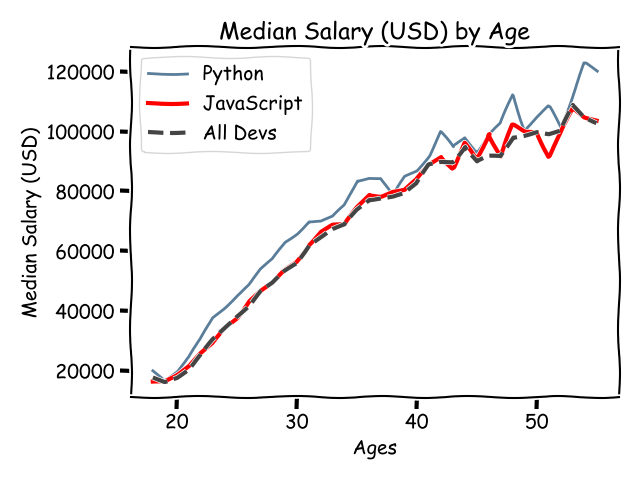 Median Salary (USD) by Age
Median Salary (USD)
120000
100000
80000
60000
40000
20000
Python
JavaScript
All Devs
20
30
40
50
Ages